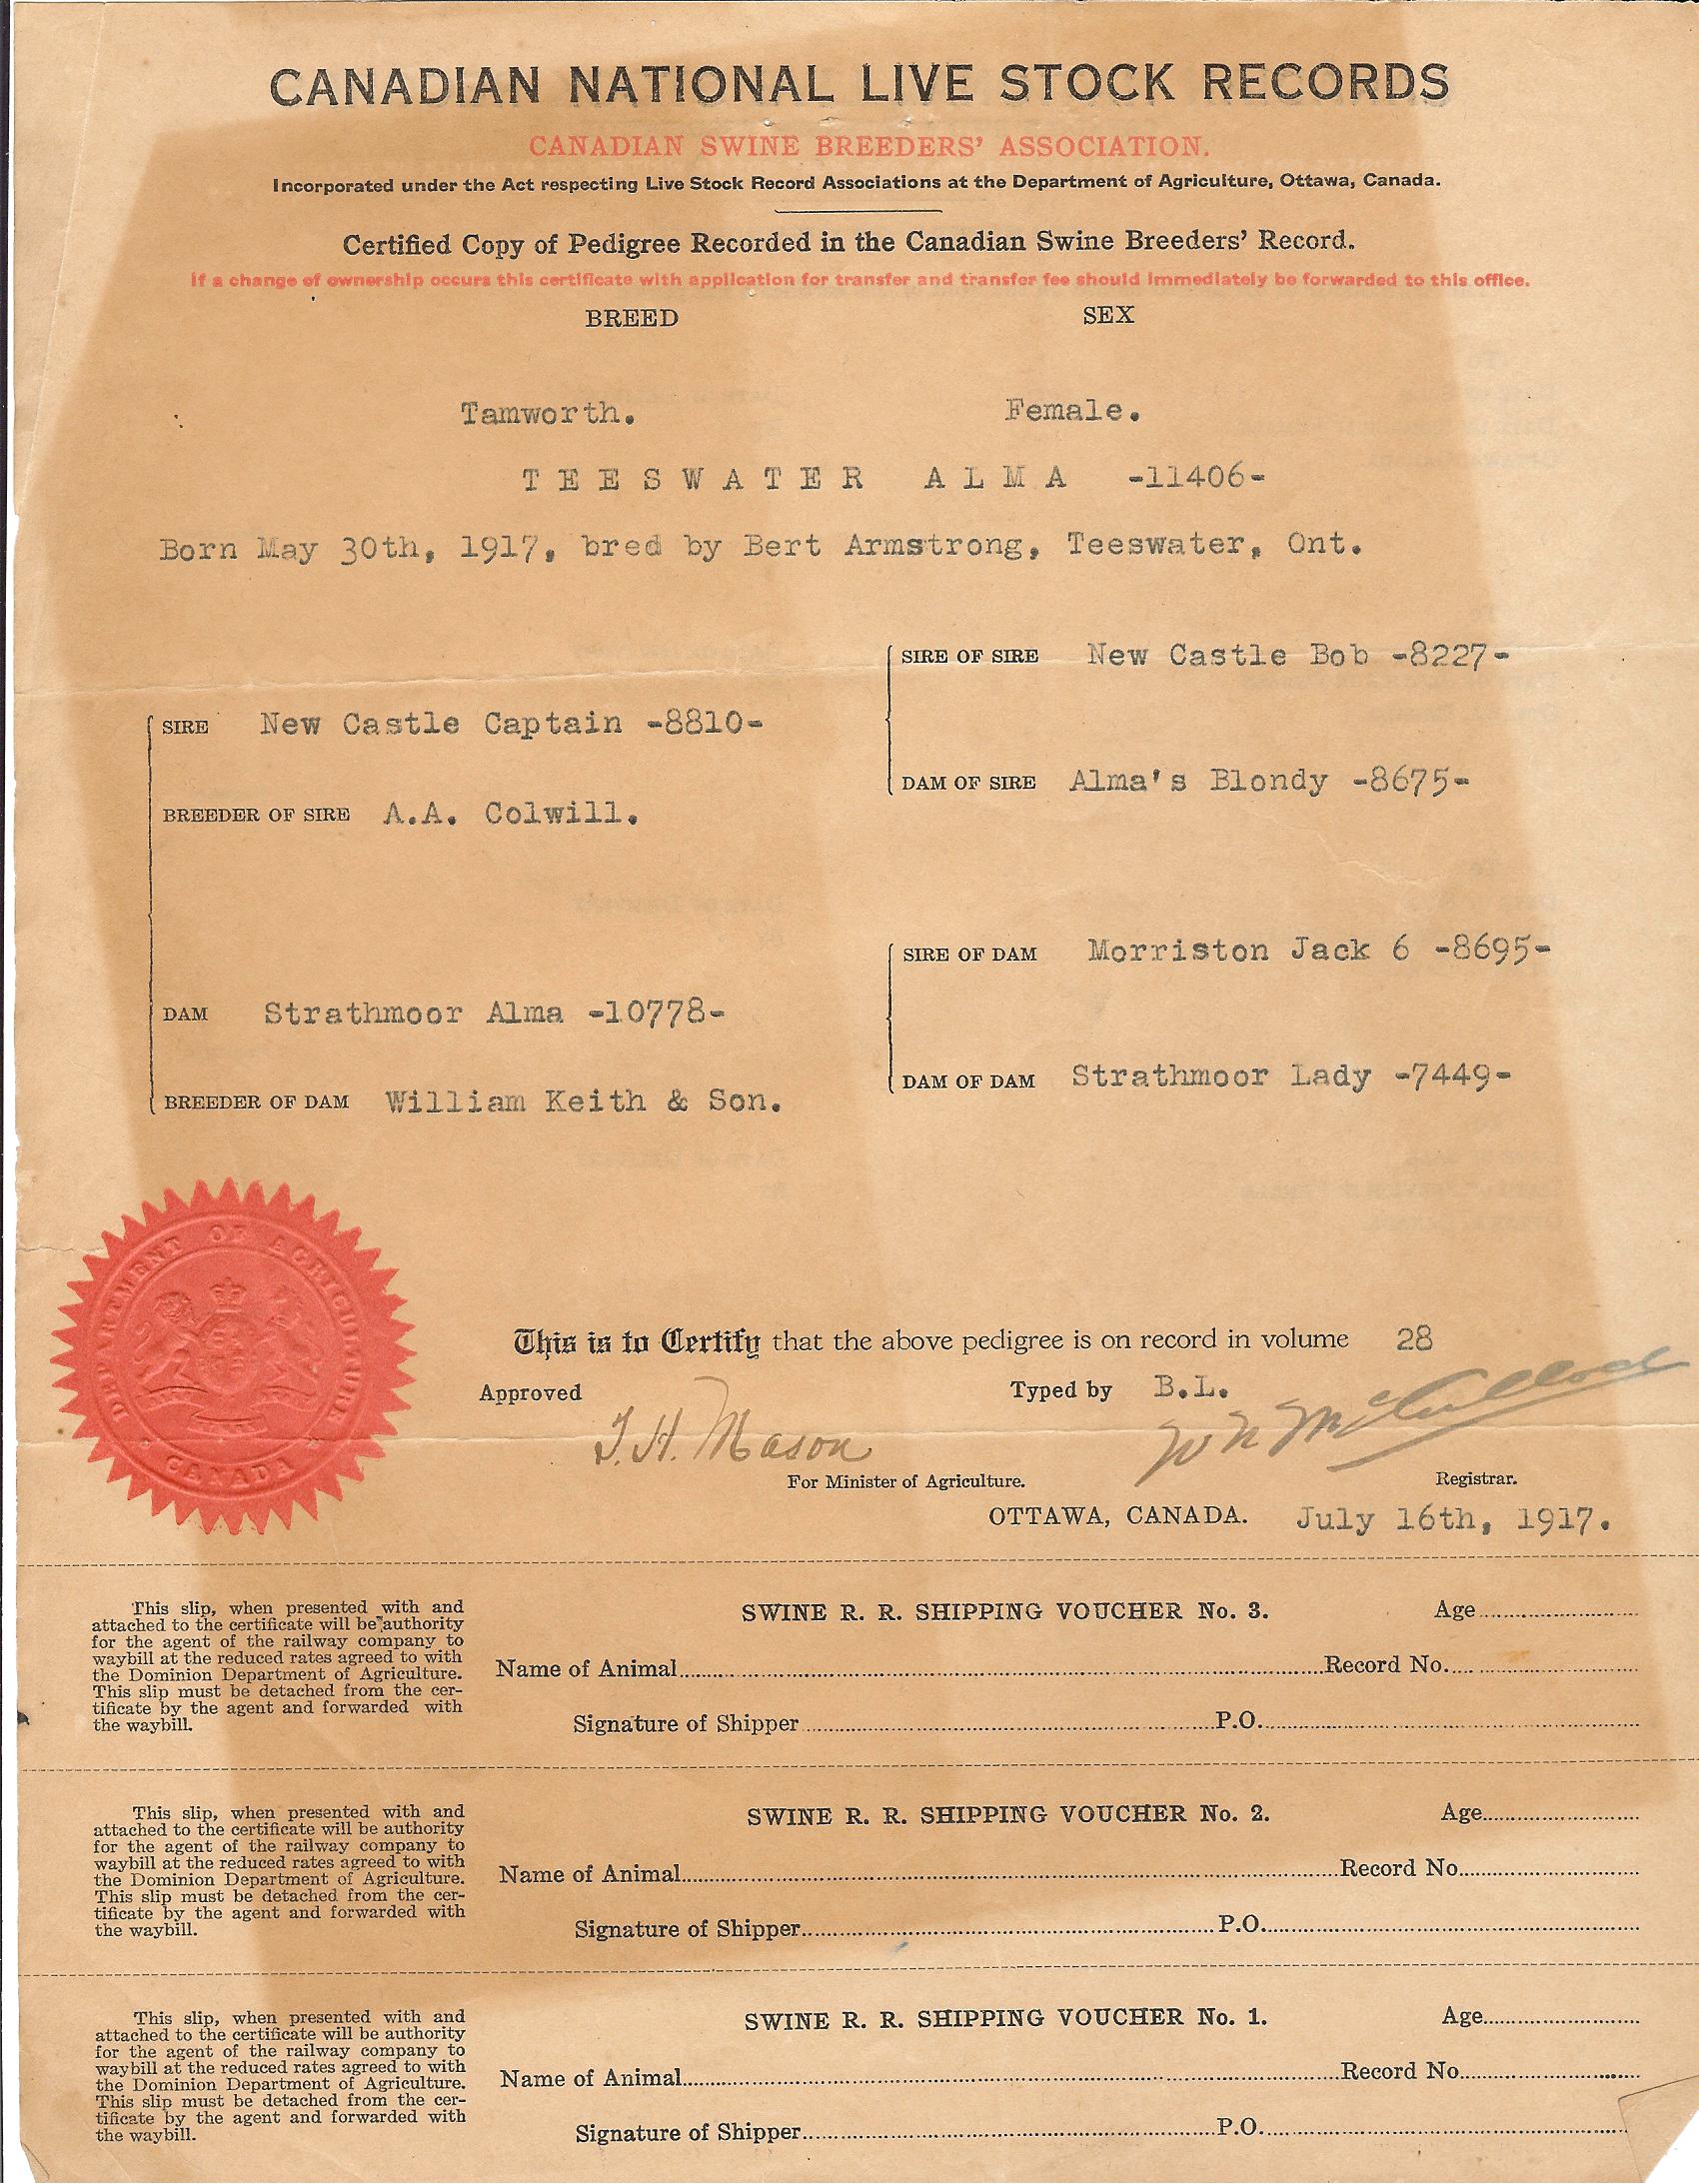 CANADIAN NATIONAL LIVE STOCK RECORDS
CANADIAN SWINE BREEDERS' ASSOCIATION.
Incorporated under the Act respecting Live Stock Record Associations at the Department of Agriculture, Ottawa, Canada.
Certified Copy of Pedigree Recorded in the Canadian Swine Breeders' Record.
If a change of ownership occurs this certificate with application for transfer and transfer fee should immediately be forwarded to this office.
BREED SEX
Tamworth. Female.
TEESWATER ALMA -11406-
Born May 30th, 1917, bred by Bert Armstrong, Teeswater, Ont.
SIRE OF SIRE New Castle Bob -8227-
SIRE New Castle Captain -8810-
DAM OF SIRE Alma's Blondy -8675-
BREEDER OF SIRE A.A. Colwill.
SIRE OF DAM Morriston Jack 6 -8695-
DAM Strathmoor Alma -10778-
DAM OF DAM Strathmoor Lady -7449-
BREEDER OF DAM William Keith & Son.
DEPARTMENT OF AGRICULTURE
CANADA
This is to Certify that the above pedigree is on record in volume 28
Approved Typed by B.L.
T. H. Mason W N McCulloch
For Minister of Agriculture. Registrar.
OTTAWA, CANADA. July 16th, 1917.
This slip, when presented with and
attached to the certificate will be authority
for the agent of the railway company to
waybill at the reduced rates agreed to with
the Dominion Department of Agriculture.
This slip must be detached from the cer-
tificate by the agent and forwarded with
the waybill.
SWINE R. R. SHIPPING VOUCHER No. 3. Age
Name of Animal Record No.
Signature of Shipper P.O.
This slip, when presented with and
attached to the certificate will be authority
for the agent of the railway company to
waybill at the reduced rates agreed to with
the Dominion Department of Agriculture.
This slip must be detached from the cer-
tificate by the agent and forwarded with
the waybill.
SWINE R. R. SHIPPING VOUCHER No. 2. Age
Name of Animal Record No.
Signature of Shipper P.O.
This slip, when presented with and
attached to the certificate will be authority
for the agent of the railway company to
waybill at the reduced rates agreed to with
the Dominion Department of Agriculture.
This slip must be detached from the cer-
tificate by the agent and forwarded with
the waybill.
SWINE R. R. SHIPPING VOUCHER No. 1. Age
Name of Animal Record No.
Signature of Shipper P.O.